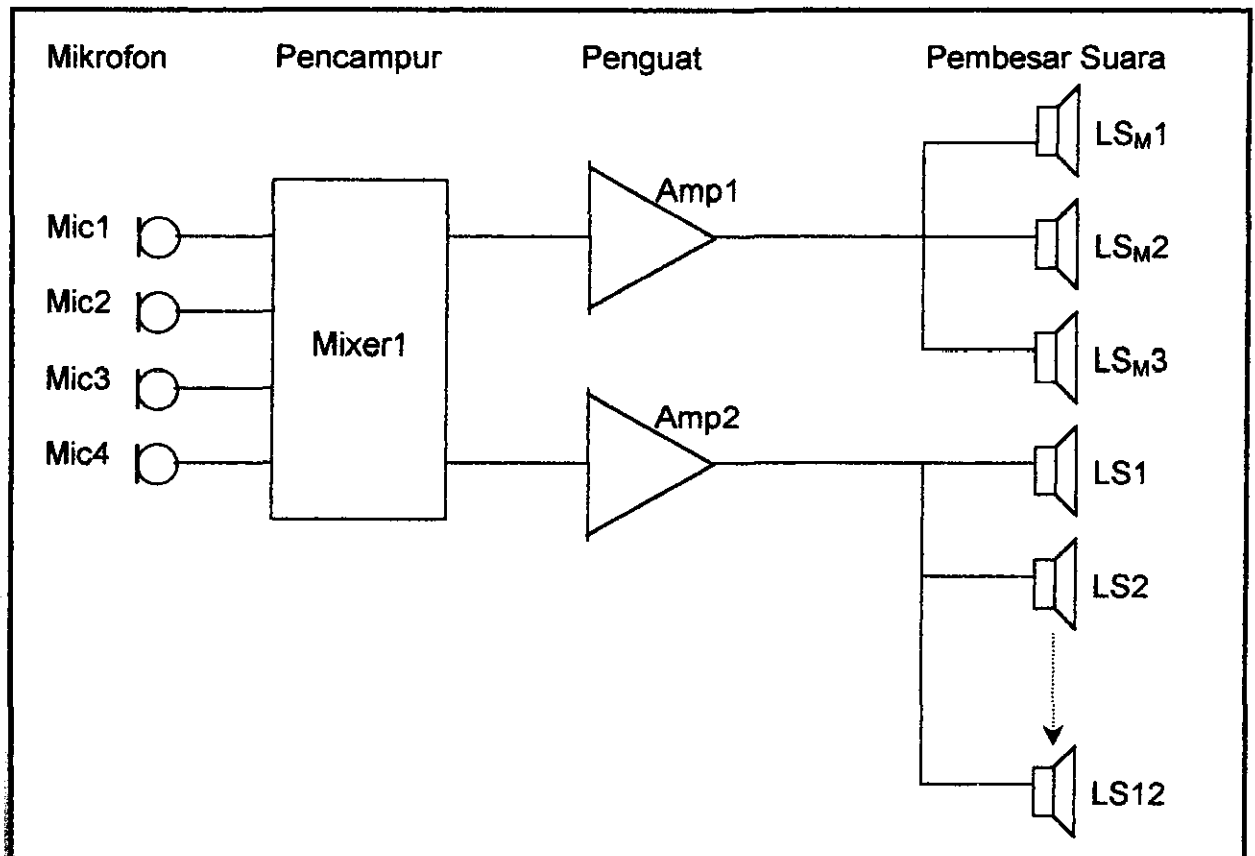 Mikrofon Pencampur Penguat Pembesar Suara
LSM1
Amp1
Mic1
LSM2
Mic2
Mixer1
LSM3
Mic3
Amp2
Mic4
LS1
LS2
LS12